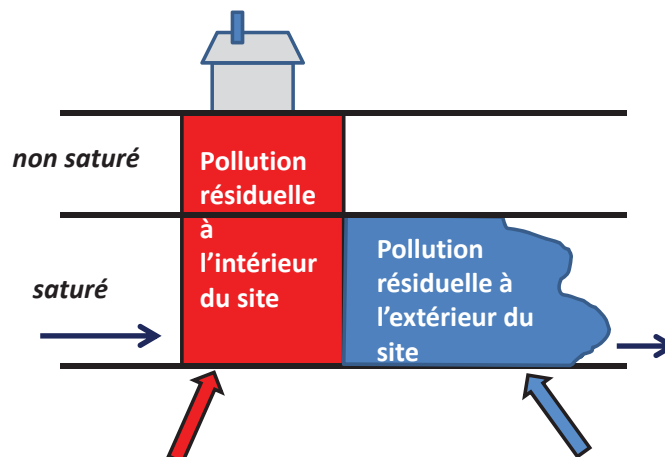 non saturé
Pollution
résiduelle
à
l'intérieur
du site
saturé
Pollution
résiduelle à
l'extérieur du
site